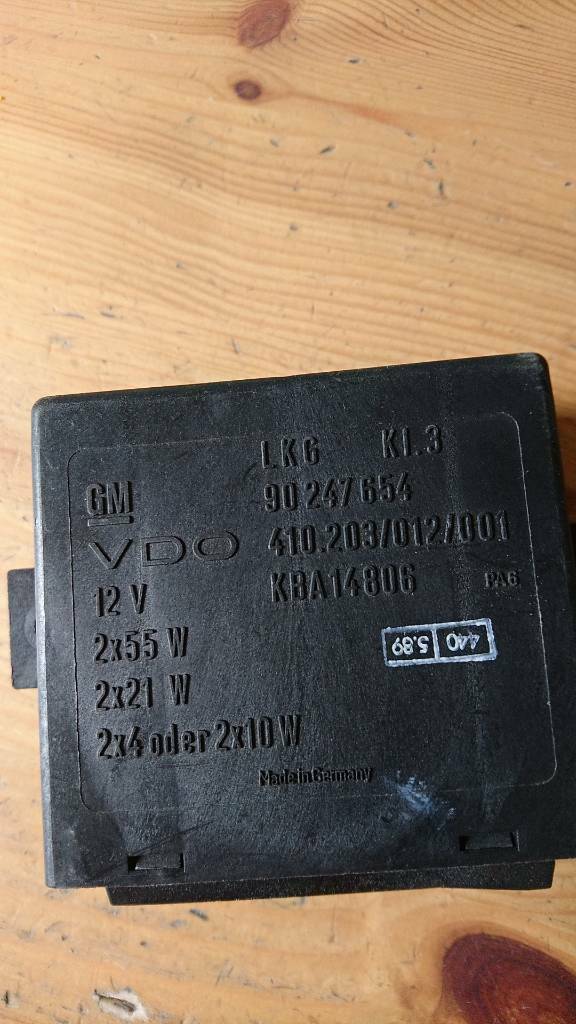 LKG Kl.3
GM 90 247 654
VDO 410.203/012/001
12 V KBA14806 PA6
2x55 W
440 5.89
2x21 W
2x4 oder 2x10 W
Made in Germany